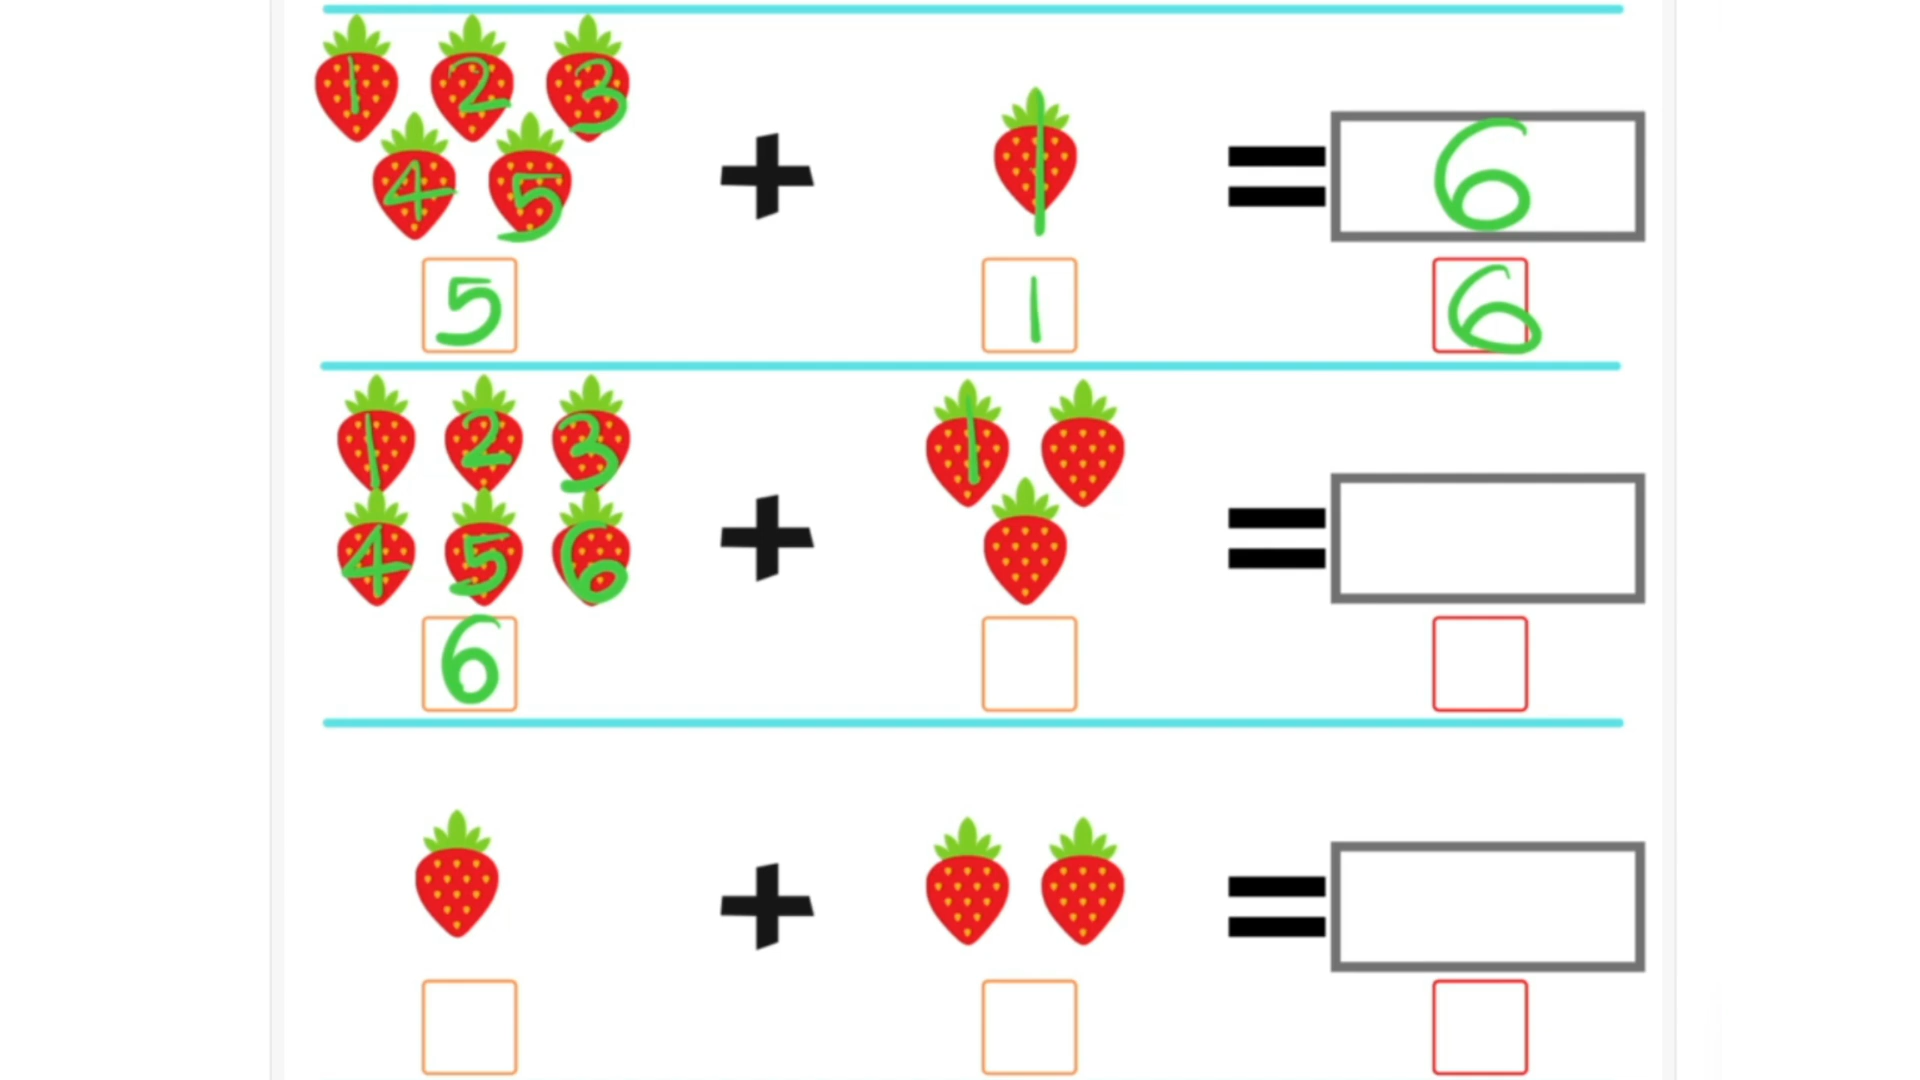 1 2 3
4 5 + 1 = 6
5 1 6
1 2 3 1
4 5 6 + =
6
+ =